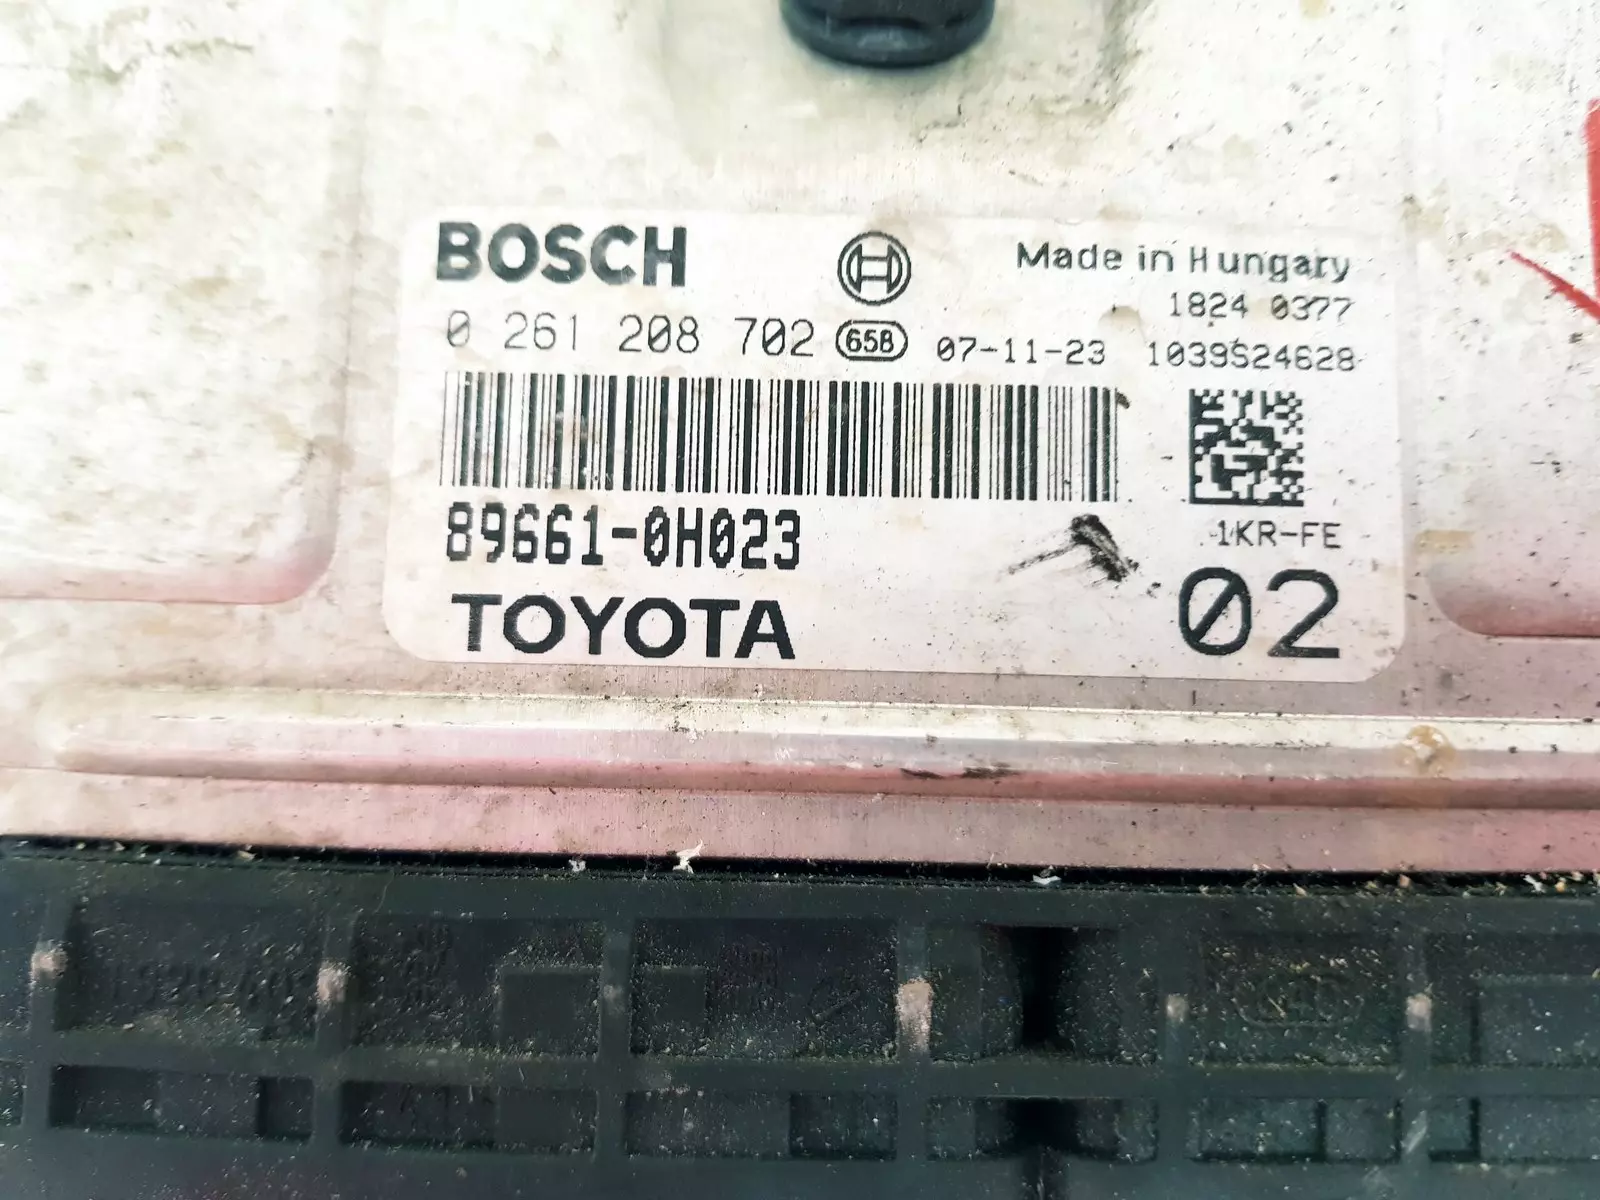 BOSCH
Made in Hungary
1824 0377
0 261 208 702 65B 07-11-23 1039S24628
89661-0H023
1KR-FE
TOYOTA
02